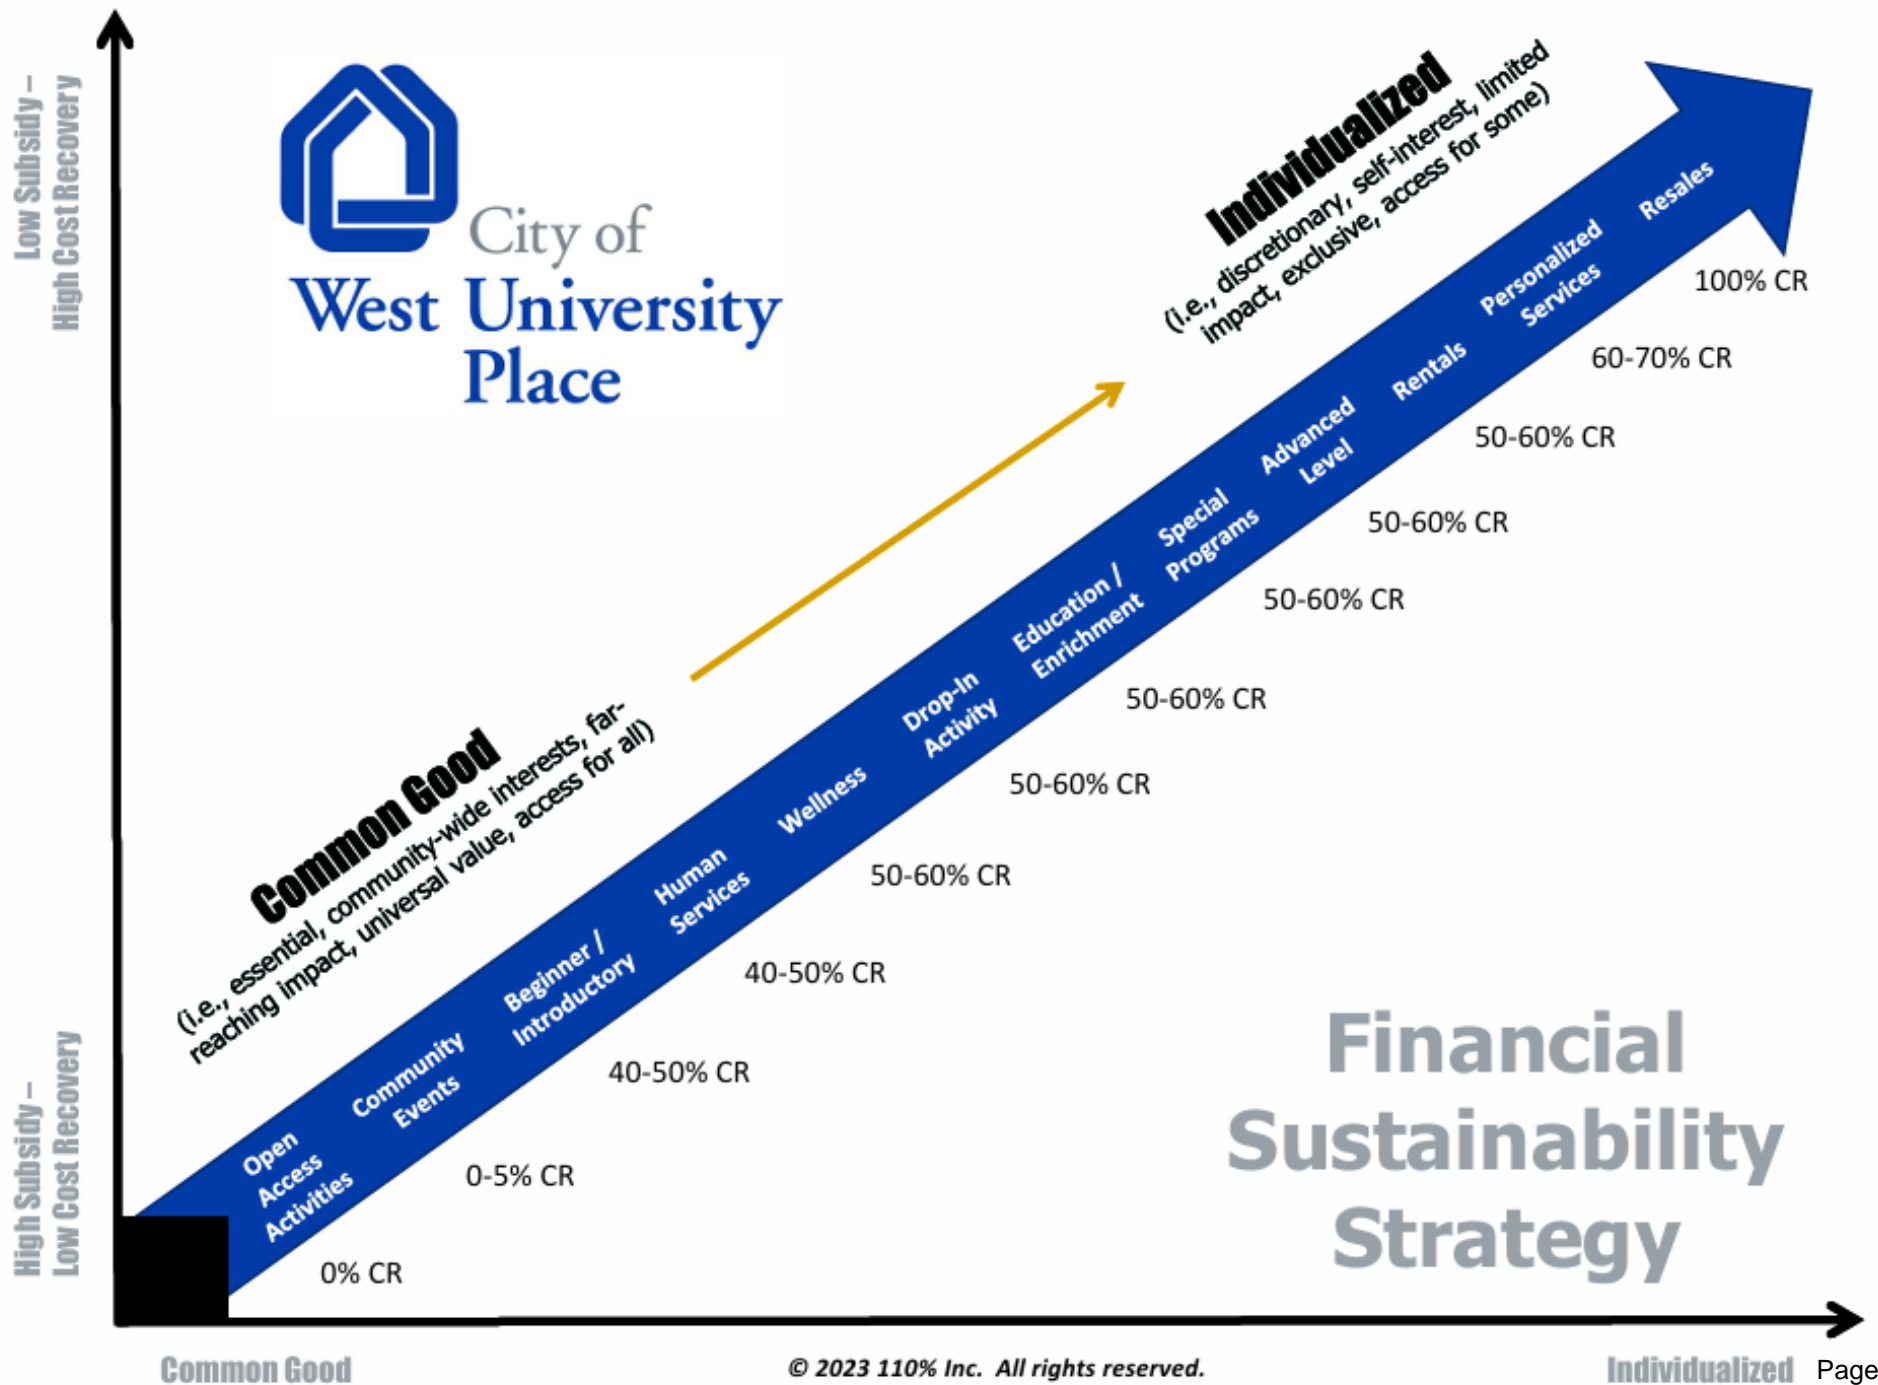 Low Subsidy –
High Cost Recovery
City of
West University
Place
Individualized
(i.e., discretionary, self-interest, limited
impact, exclusive, access for some)
Common Good
(i.e., essential, community-wide interests, far-
reaching impact, universal value, access for all)
Open
Access
Activities
0% CR
Community
Events
0-5% CR
Beginner /
Introductory
40-50% CR
Human
Services
40-50% CR
Wellness
50-60% CR
Drop-In
Activity
50-60% CR
Education /
Enrichment
50-60% CR
Special
Programs
50-60% CR
Advanced
Level
50-60% CR
Rentals
50-60% CR
Personalized
Services
60-70% CR
Resales
100% CR
Financial
Sustainability
Strategy
High Subsidy –
Low Cost Recovery
Common Good
© 2023 110% Inc. All rights reserved.
Individualized
Page